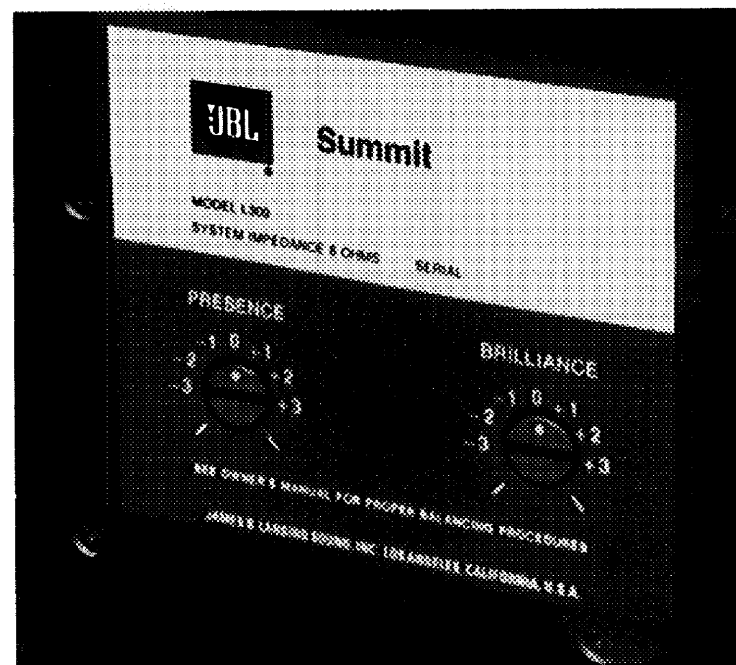 JBL
Summit
MODEL L300
SYSTEM IMPEDANCE 8 OHMS SERIAL
PRESENCE
-3 -2 -1 0 +1 +2 +3
BRILLIANCE
-3 -2 -1 0 +1 +2 +3
SEE OWNER'S MANUAL FOR PROPER BALANCING PROCEDURES
JAMES B. LANSING SOUND, INC. LOS ANGELES, CALIFORNIA, U.S.A.